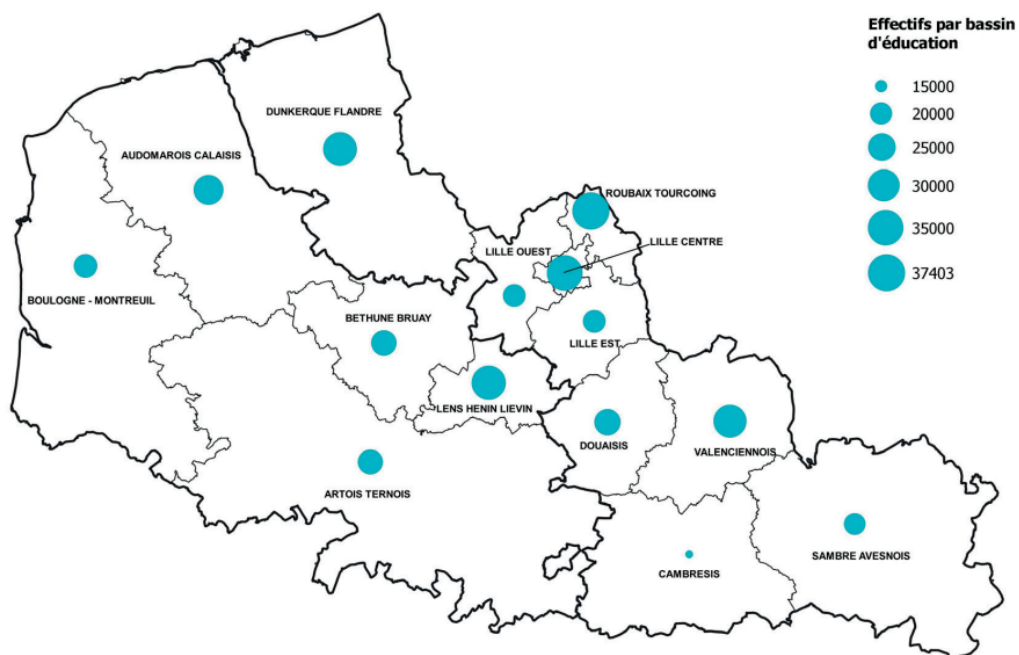 Effectifs par bassin
d'éducation
15000
20000
25000
30000
35000
37403
DUNKERQUE FLANDRE
AUDOMAROIS CALAISIS
ROUBAIX TOURCOING
LILLE CENTRE
LILLE OUEST
BOULOGNE - MONTREUIL
BETHUNE BRUAY
LILLE EST
LENS HENIN LIEVIN
DOUAISIS
VALENCIENNOIS
ARTOIS TERNOIS
SAMBRE AVESNOIS
CAMBRESIS